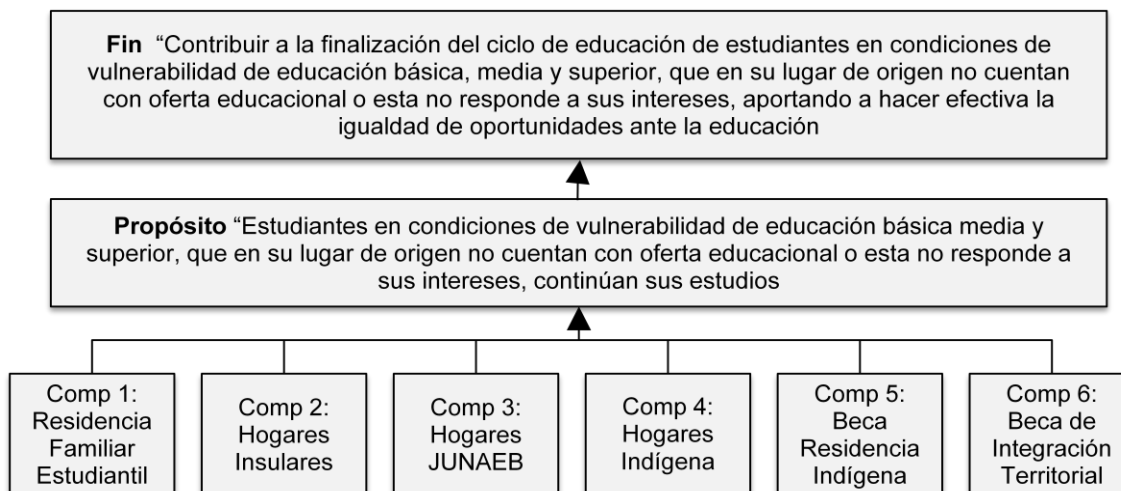 Fin “Contribuir a la finalización del ciclo de educación de estudiantes en condiciones de
vulnerabilidad de educación básica, media y superior, que en su lugar de origen no cuentan
con oferta educacional o esta no responde a sus intereses, aportando a hacer efectiva la
igualdad de oportunidades ante la educación
Propósito “Estudiantes en condiciones de vulnerabilidad de educación básica media y
superior, que en su lugar de origen no cuentan con oferta educacional o esta no responde a
sus intereses, continúan sus estudios
Comp 1:
Residencia
Familiar
Estudiantil
Comp 2:
Hogares
Insulares
Comp 3:
Hogares
JUNAEB
Comp 4:
Hogares
Indígena
Comp 5:
Beca
Residencia
Indígena
Comp 6:
Beca de
Integración
Territorial